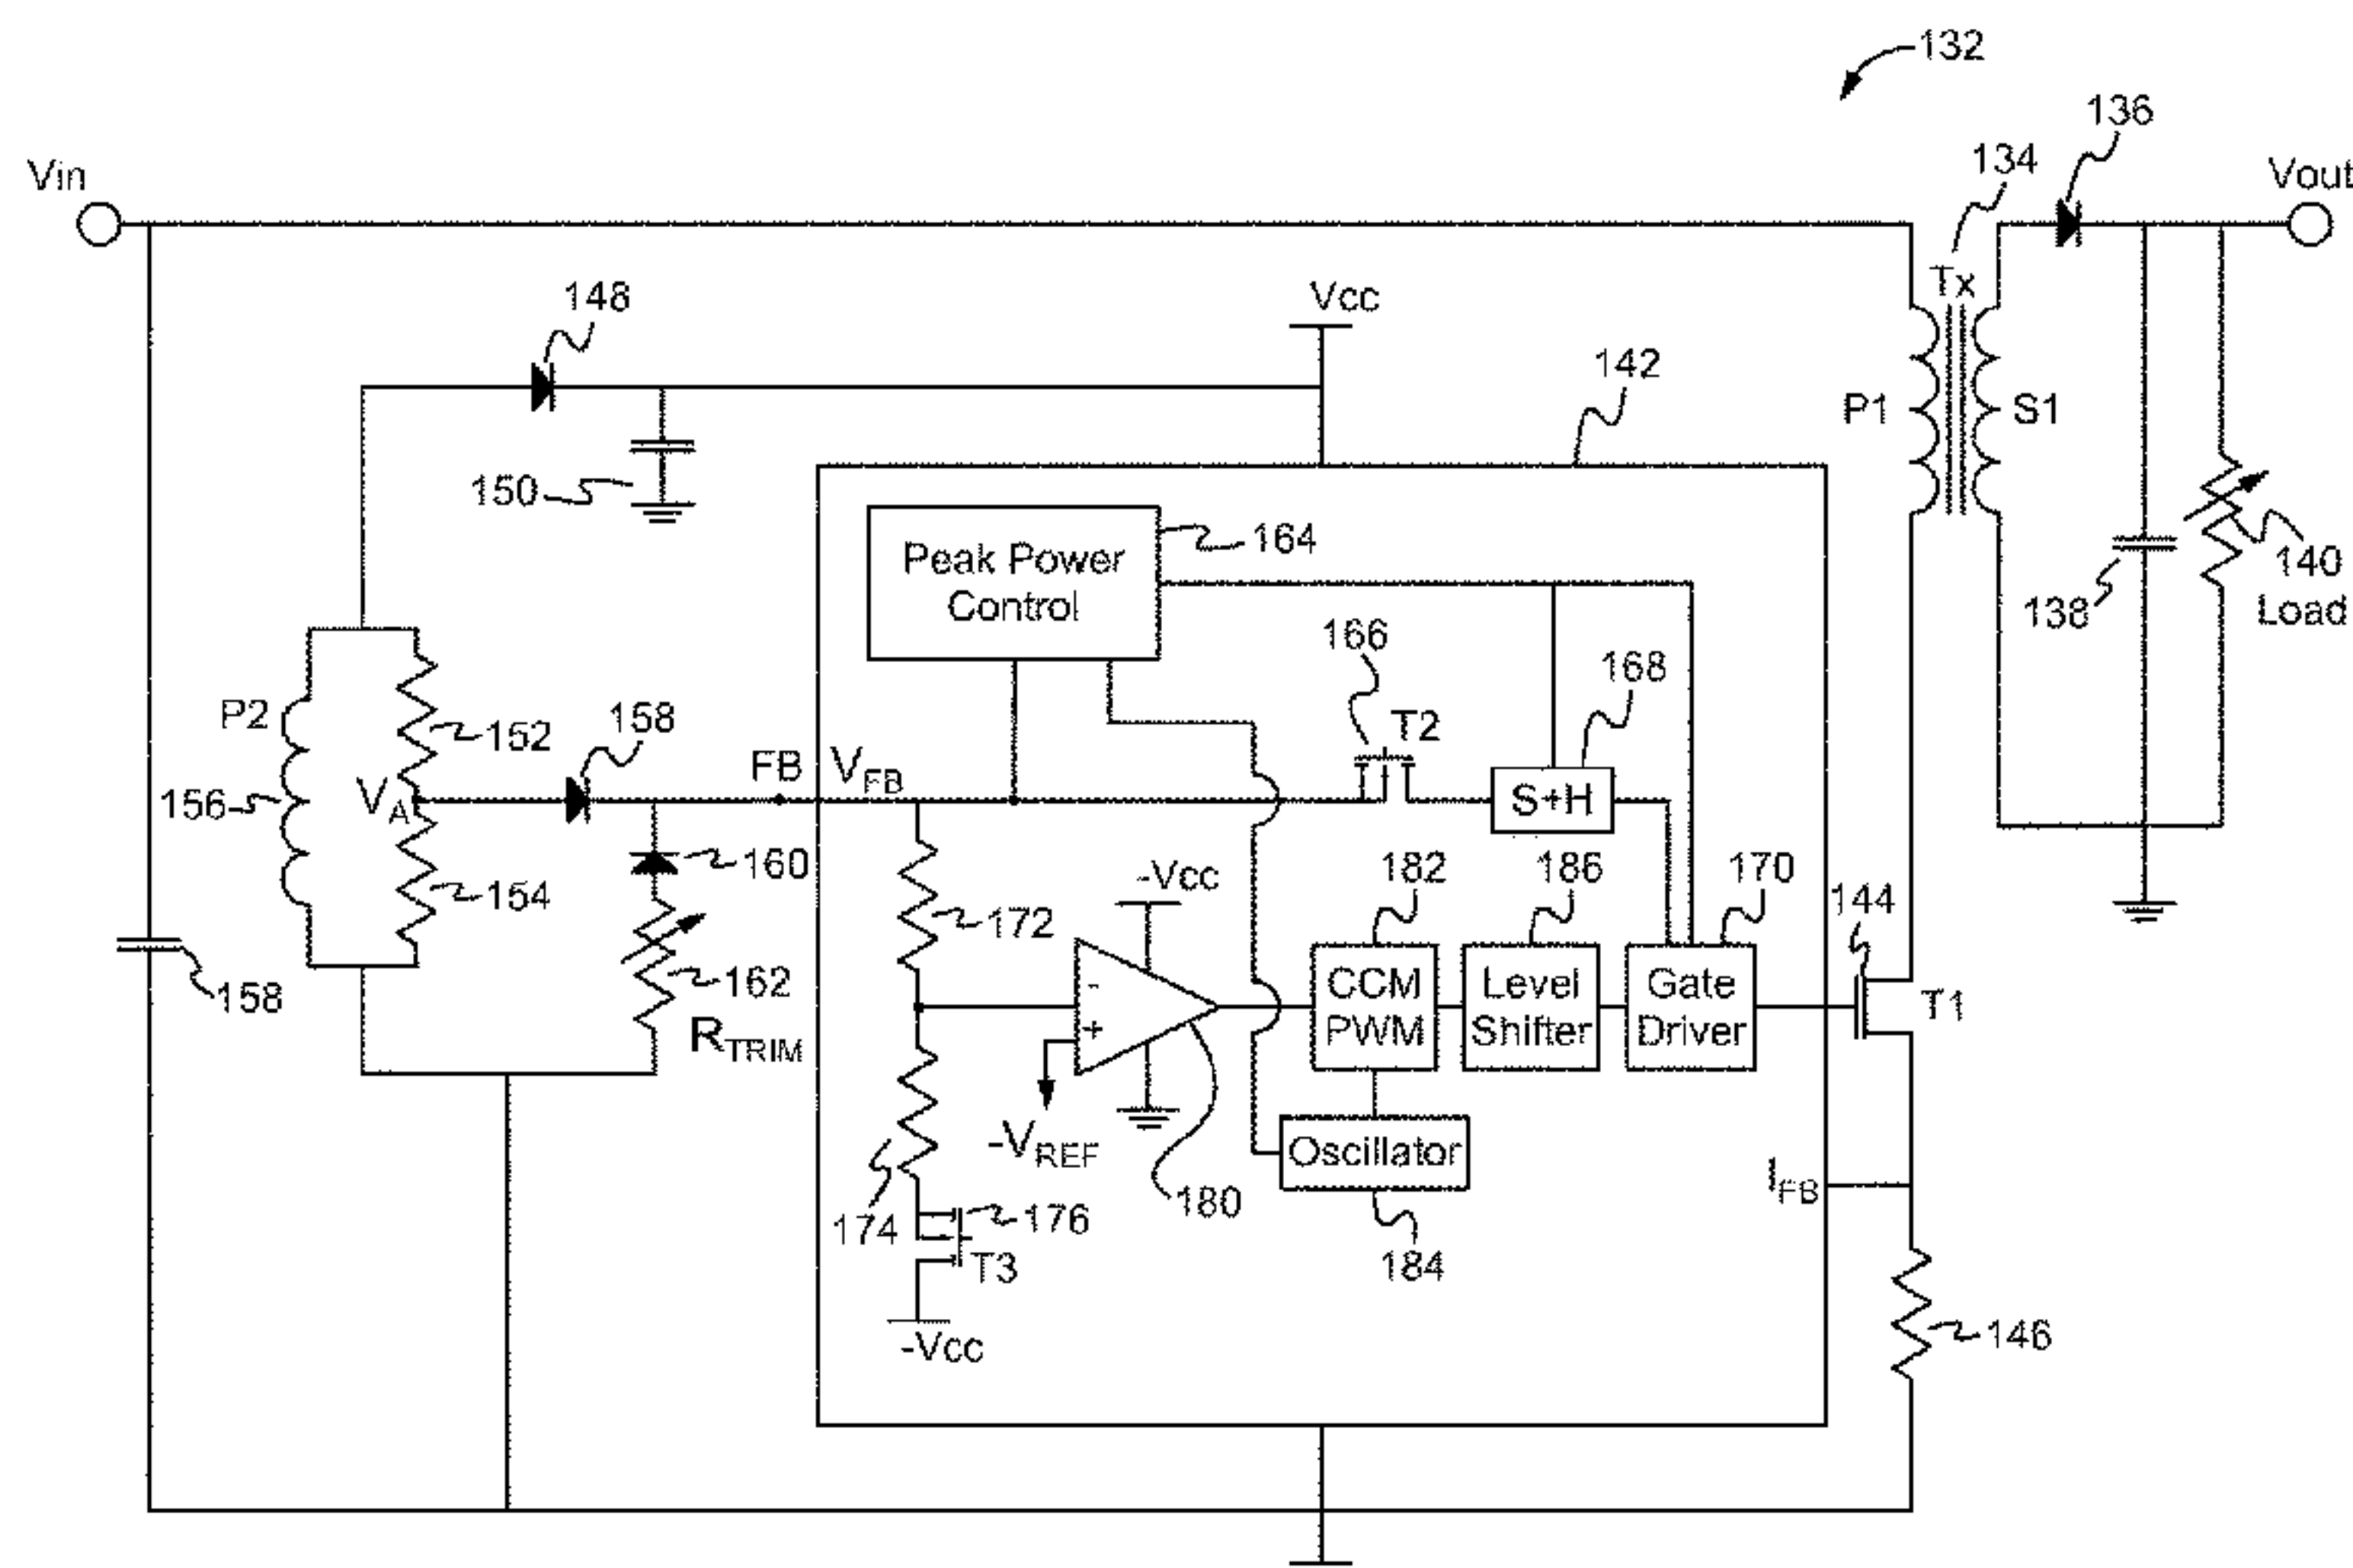 132
136
134
Vin
Vout
Tx
148
Vcc
142
P1
S1
150
164
Peak Power
Control
140
138
Load
166
168
T2
P2
152
158
FB
VFB
156
VA
S+H
160
154
-Vcc
182
186
170
144
172
162
158
RTRIM
-
+
CCM
PWM
Level
Shifter
Gate
Driver
T1
-VREF
Oscillator
IFB
174
176
180
T3
184
-Vcc
146